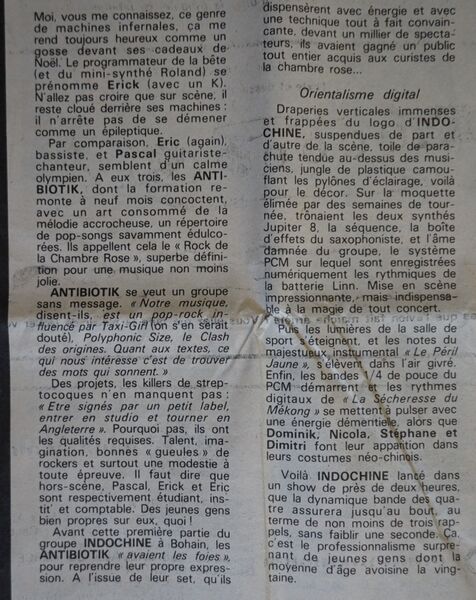 Moi, vous me connaissez, ce genre
de machines infernales, ça me
rend toujours heureux comme un
gosse devant ses cadeaux de
Noël. Le programmateur de la bête
(et du mini-synthé Roland) se
prénomme Erick (avec un K).
N'allez pas croire que sur scène, il
reste cloué derrière ses machines :
il n'arrête pas de se démener
comme un épileptique.
Par comparaison, Eric (again),
bassiste, et Pascal guitariste-
chanteur, semblent d'un calme
olympien. A eux trois, les ANTI-
BIOTIK, dont la formation re-
monte à neuf mois concoctent,
avec un art consommé de la
mélodie accrocheuse, un répertoire
de pop-songs savamment édulco-
rées. Ils appellent cela le « Rock de
la Chambre Rose », superbe défini-
tion pour une musique non moins
jolie.
ANTIBIOTIK se veut un groupe
sans message. « Notre musique,
disent-ils, est un pop-rock in-
fluencé par Taxi-Girl (on s'en serait
douté), Polyphonic Size, le Clash
des origines. Quant aux textes, ce
qui nous intéresse c'est de trouver
des mots qui sonnent. »
Des projets, les killers de strep-
tocoques n'en manquent pas :
« Etre signés par un petit label,
entrer en studio et tourner en
Angleterre ». Pourquoi pas, ils ont
les qualités requises. Talent, ima-
gination, bonnes « gueules » de
rockers et surtout une modestie à
toute épreuve. Il faut dire que
hors-scène, Pascal, Erick et Eric
sont respectivement étudiant, ins-
tit' et comptable. Des jeunes gens
bien propres sur eux, quoi !
Avant cette première partie du
groupe INDOCHINE à Bohain, les
ANTIBIOTIK « avaient les foies »,
pour reprendre leur propre expres-
sion. A l'issue de leur set, qu'ils
dispensèrent avec énergie et avec
une technique tout à fait convain-
cante, devant un millier de specta-
teurs, ils avaient gagné un public
tout entier acquis aux curistes de
la chambre rose...
Orientalisme digital
Draperies verticales immenses
et frappées du logo d'INDO-
CHINE, suspendues de part et
d'autre de la scène, toile de para-
chute tendue au-dessus des musi-
ciens, jungle de plastique camou-
flant les pylônes d'éclairage, voilà
pour le décor. Sur la moquette
élimée par des semaines de tour-
née, trônaient les deux synthés
Jupiter 8, la séquence, la boîte
d'effets du saxophoniste, et l'âme
damnée du groupe, le système
PCM sur lequel sont enregistrées
numériquement les rythmiques de
la batterie Linn. Mise en scène
impressionnante, mais indispensa-
ble à la magie de tout concert.
Puis les lumières de la salle de
sport s'éteignent, et les notes du
majestueux instumental « Le Péril
Jaune », s'élèvent dans l'air givré.
Enfin, les bandes 1/4 de pouce du
PCM démarrent et les rythmes
digitaux de « La Sécheresse du
Mékong » se mettent à pulser avec
une énergie démentielle, alors que
Dominik, Nicola, Stéphane et
Dimitri font leur apparition dans
leurs costumes néo-chinois.
Voilà INDOCHINE lancé dans
un show de près de deux heures,
que la dynamique bande des qua-
tre assurera jusqu'au bout, au
terme de non moins de trois rap-
pels, sans faiblir une seconde. Ça,
c'est le professionnalisme surpre-
nant de jeunes gens dont la
moyenne d'âge avoisine la ving-
taine.